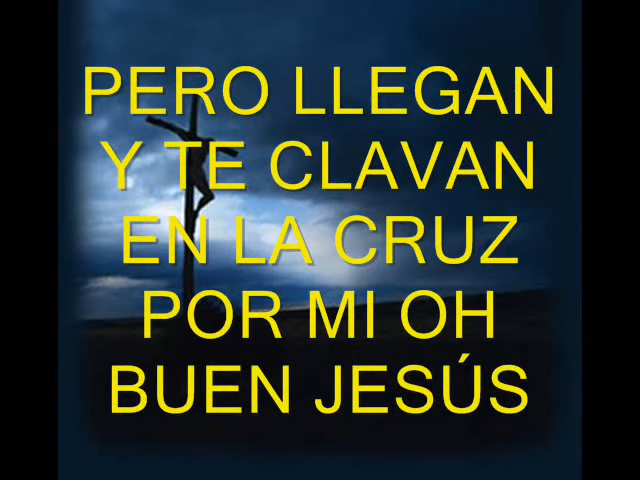 PERO LLEGAN
Y TE CLAVAN
EN LA CRUZ
POR MI OH
BUEN JESÚS